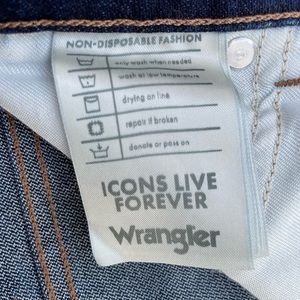 NON-DISPOSABLE FASHION
only wash when needed
wash at low temperature
drying on line
repair if broken
donate or pass on
ICONS LIVE
FOREVER
Wrangler